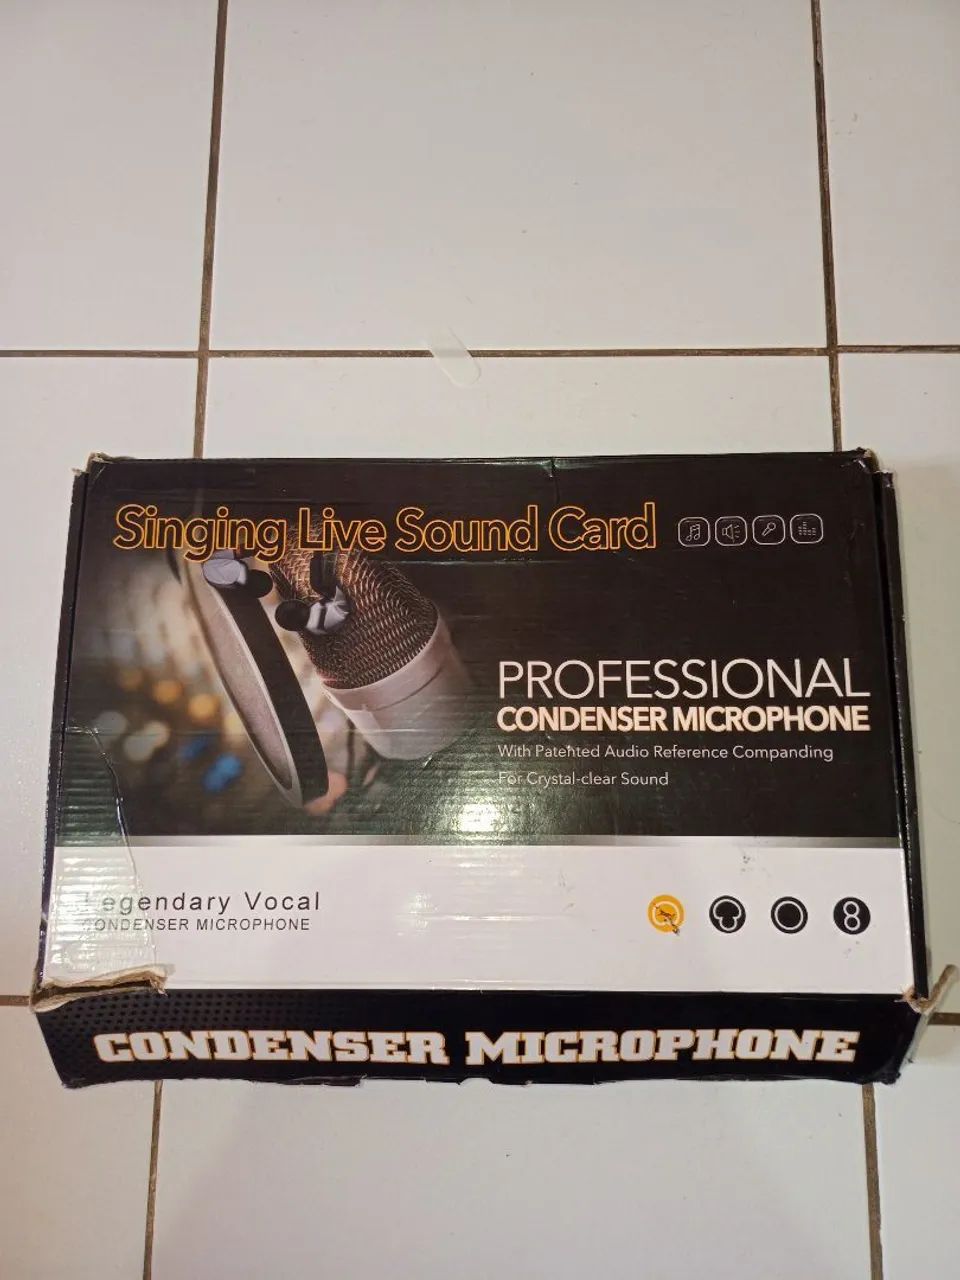 Singing Live Sound Card
PROFESSIONAL
CONDENSER MICROPHONE
With Patented Audio Reference Companding
For Crystal-clear Sound
Legendary Vocal
CONDENSER MICROPHONE
CONDENSER MICROPHONE